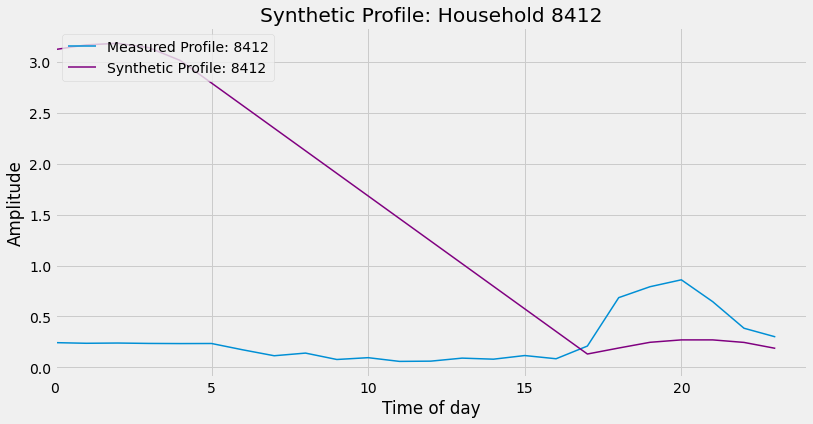 Synthetic Profile: Household 8412
Measured Profile: 8412
Synthetic Profile: 8412
Amplitude
3.0
2.5
2.0
1.5
1.0
0.5
0.0
0 5 10 15 20
Time of day